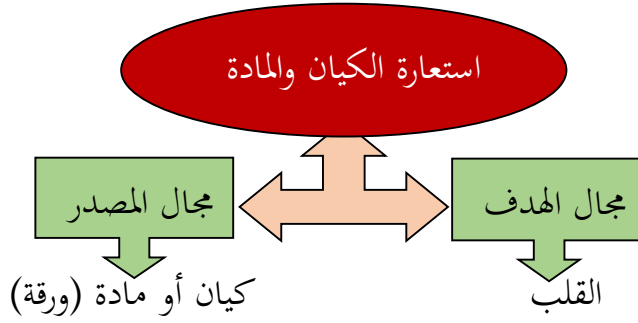 استعارة الكيان والمادة
مجال الهدف
مجال المصدر
القلب
كيان أو مادة (ورقة)